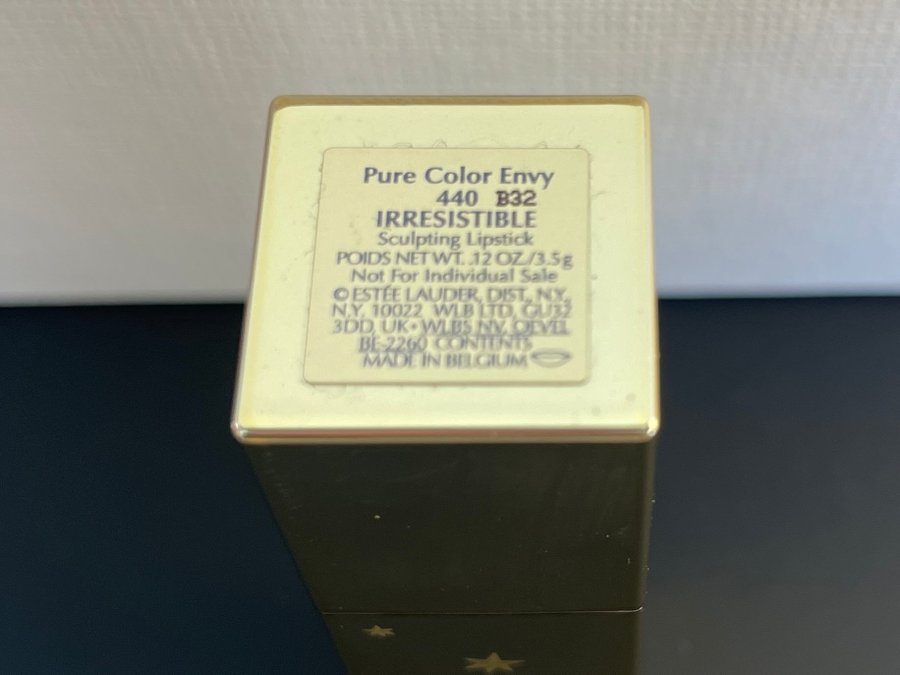 Pure Color Envy
440 B32
IRRESISTIBLE
Sculpting Lipstick
POIDS NET WT. .12 OZ./3.5g
Not For Individual Sale
© ESTÉE LAUDER, DIST., N.Y.,
N.Y. 10022 WLB LTD, GU32
3DD, UK • WLBS NV, OEVEL
BE-2260 CONTENTS
MADE IN BELGIUM